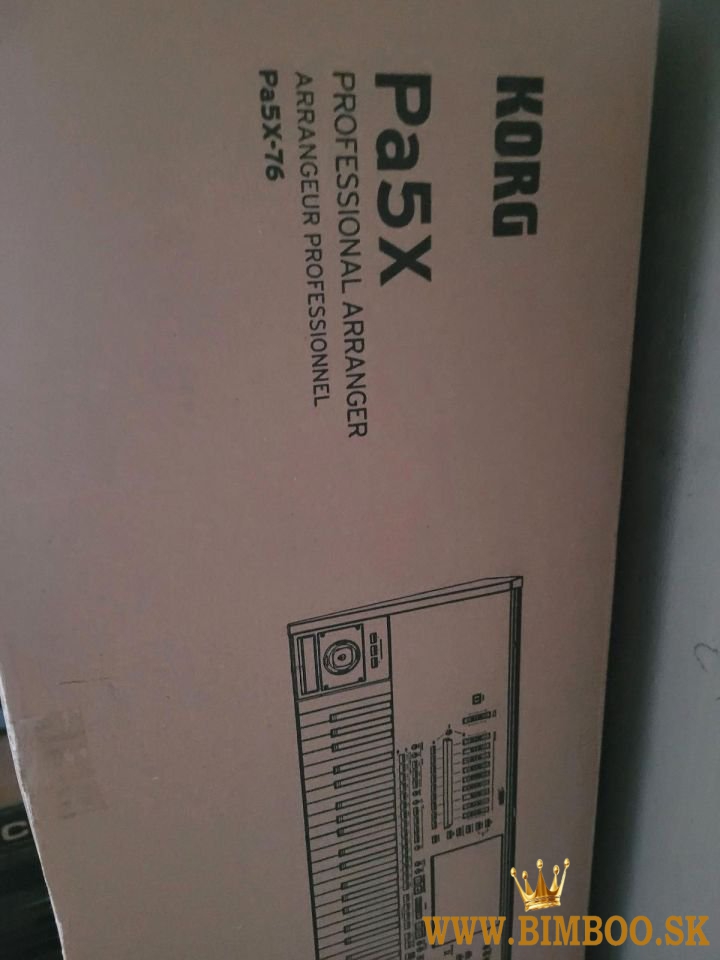 KORG
Pa5X
PROFESSIONAL ARRANGER
ARRANGEUR PROFESSIONNEL
Pa5X-76
C
WWW.BIMBOO.SK